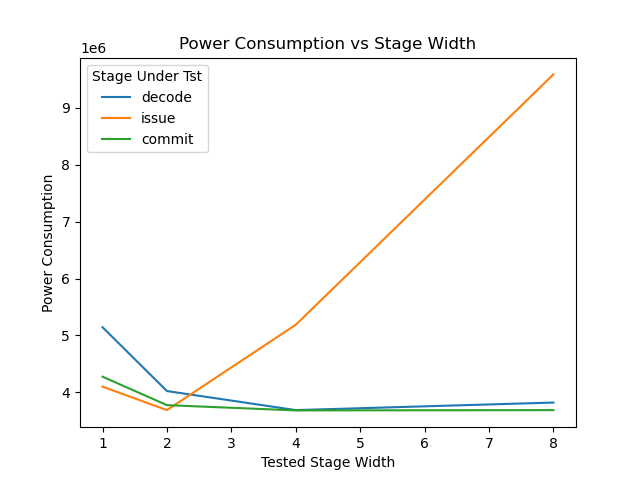 Power Consumption vs Stage Width
1e6
Stage Under Tst
decode
issue
commit
9
8
7
6
5
4
Power Consumption
1 2 3 4 5 6 7 8
Tested Stage Width